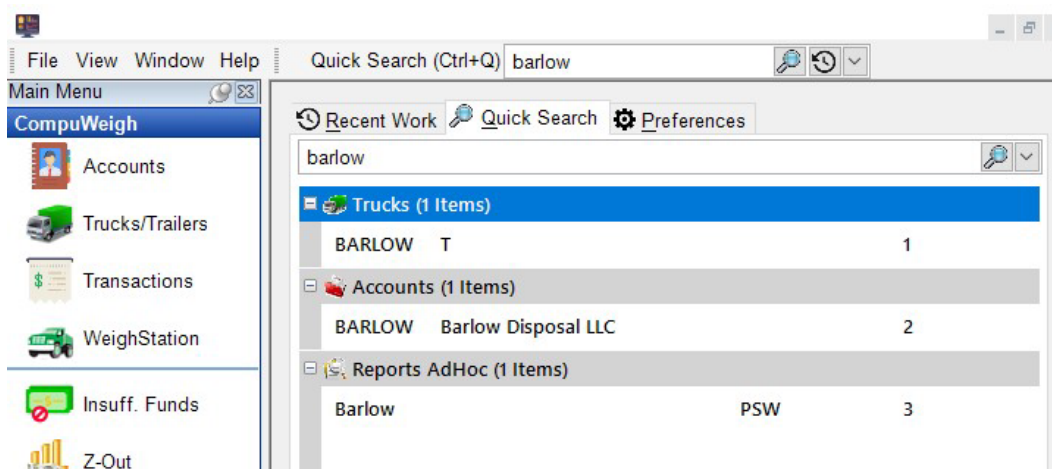 File View Window Help Quick Search (Ctrl+Q) barlow
Main Menu
CompuWeigh
Accounts
Trucks/Trailers
Transactions
WeighStation
Insuff. Funds
Z-Out
Recent Work Quick Search Preferences
barlow
Trucks (1 Items)
BARLOW T 1
Accounts (1 Items)
BARLOW Barlow Disposal LLC 2
Reports AdHoc (1 Items)
Barlow PSW 3